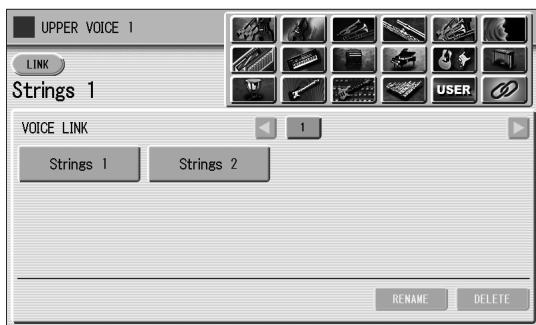 UPPER VOICE 1
LINK
Strings 1
USER
VOICE LINK
1
Strings 1
Strings 2
RENAME
DELETE